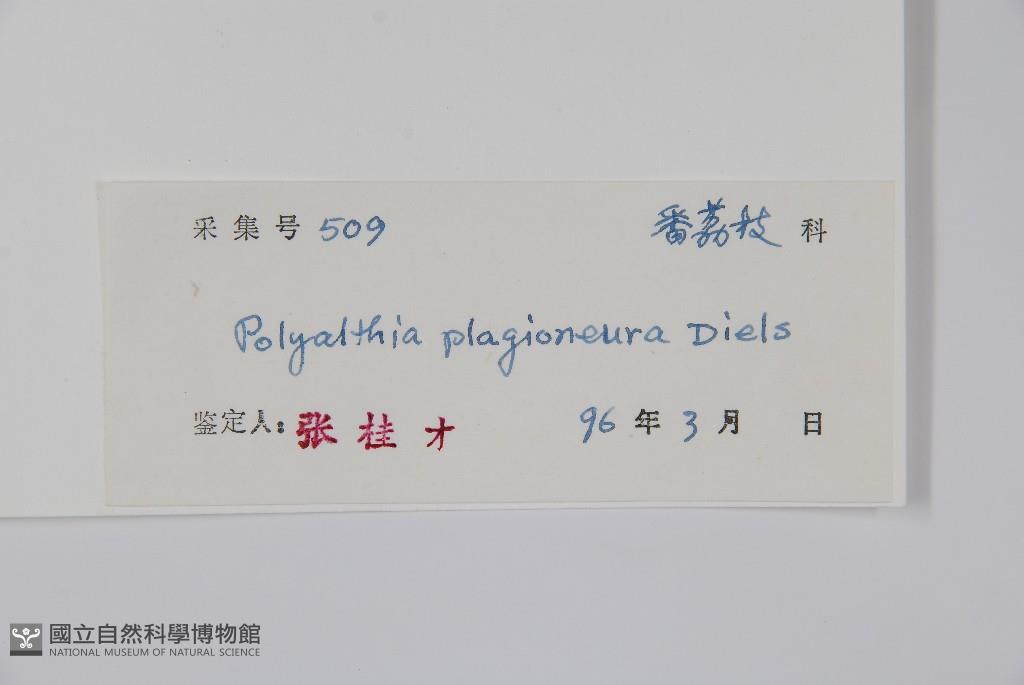 采集号 509 番荔枝 科
Polyalthia plagioneura Diels
鉴定人: 张桂才 96 年 3 月 日
國立自然科學博物館
NATIONAL MUSEUM OF NATURAL SCIENCE